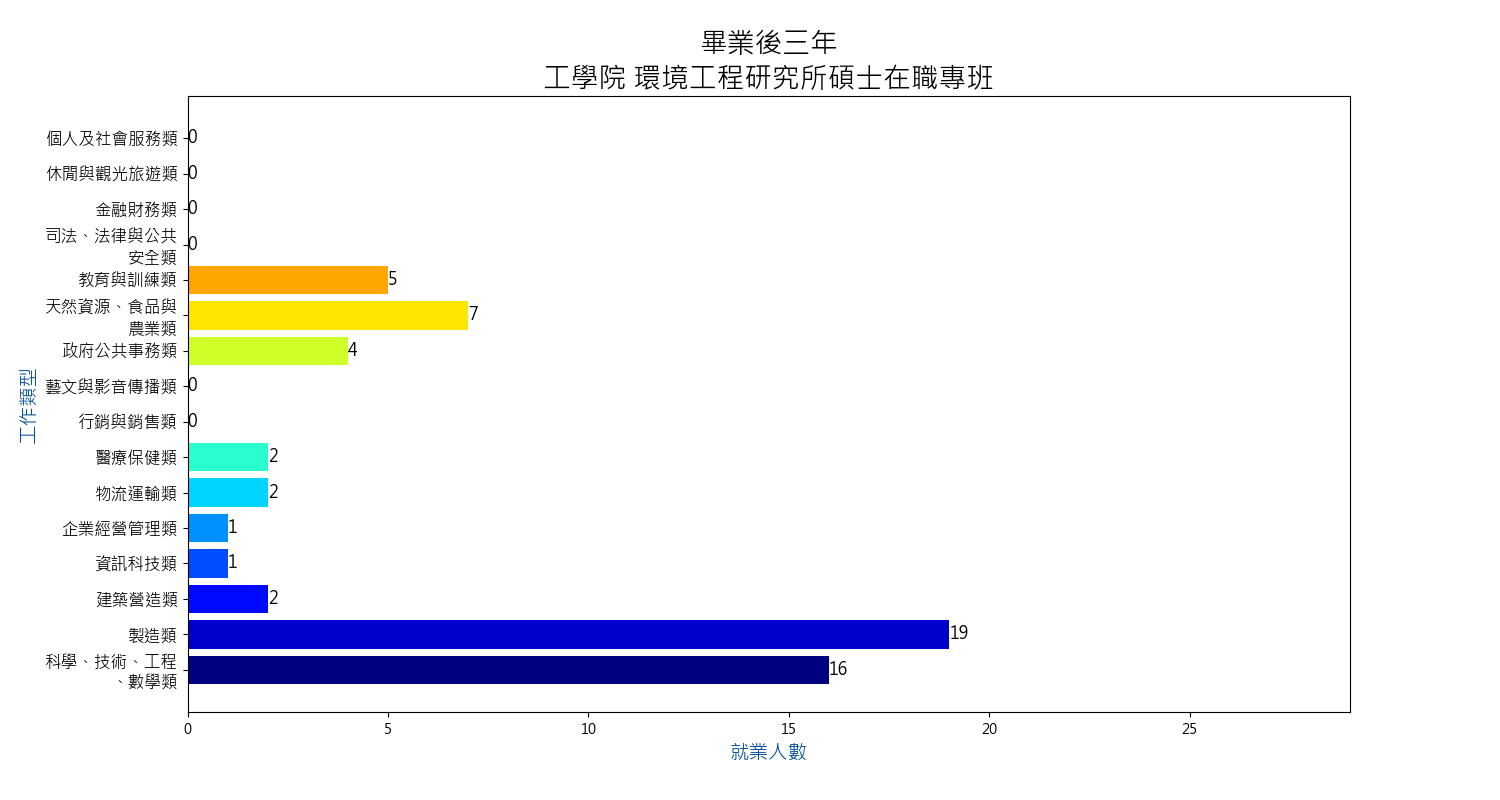 畢業後三年
工學院 環境工程研究所碩士在職專班
個人及社會服務類 0
休閒與觀光旅遊類 0
金融財務類 0
司法、法律與公共
安全類 0
教育與訓練類 5
天然資源、食品與
農業類 7
政府公共事務類 4
藝文與影音傳播類 0
行銷與銷售類 0
醫療保健類 2
物流運輸類 2
企業經營管理類 1
資訊科技類 1
建築營造類 2
製造類 19
科學、技術、工程
、數學類 16
工作類型
0 5 10 15 20 25
就業人數